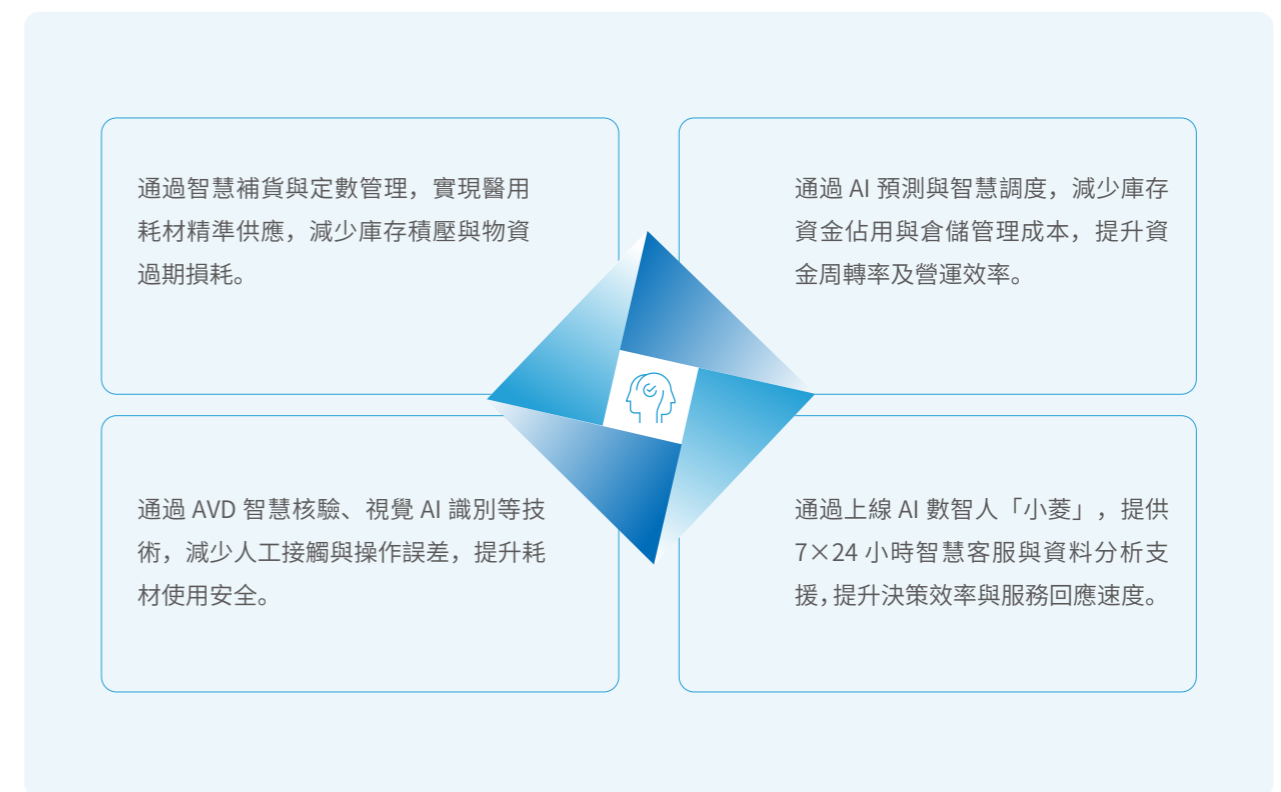 通過智慧補貨與定數管理，實現醫用
耗材精準供應，減少庫存積壓與物資
過期損耗。
通過 AI 預測與智慧調度，減少庫存
資金佔用與倉儲管理成本，提升資
金周轉率及營運效率。
通過 AVD 智慧核驗、視覺 AI 識別等技
術，減少人工接觸與操作誤差，提升耗
材使用安全。
通過上線 AI 數智人「小菱」，提供
7×24 小時智慧客服與資料分析支
援，提升決策效率與服務回應速度。